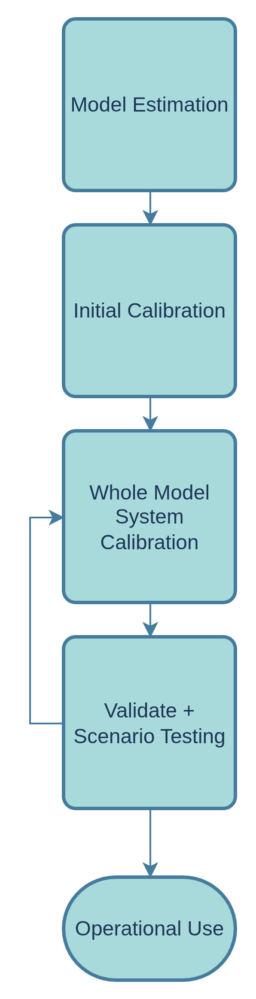 Model Estimation
Initial Calibration
Whole Model
System
Calibration
Validate +
Scenario Testing
Operational Use